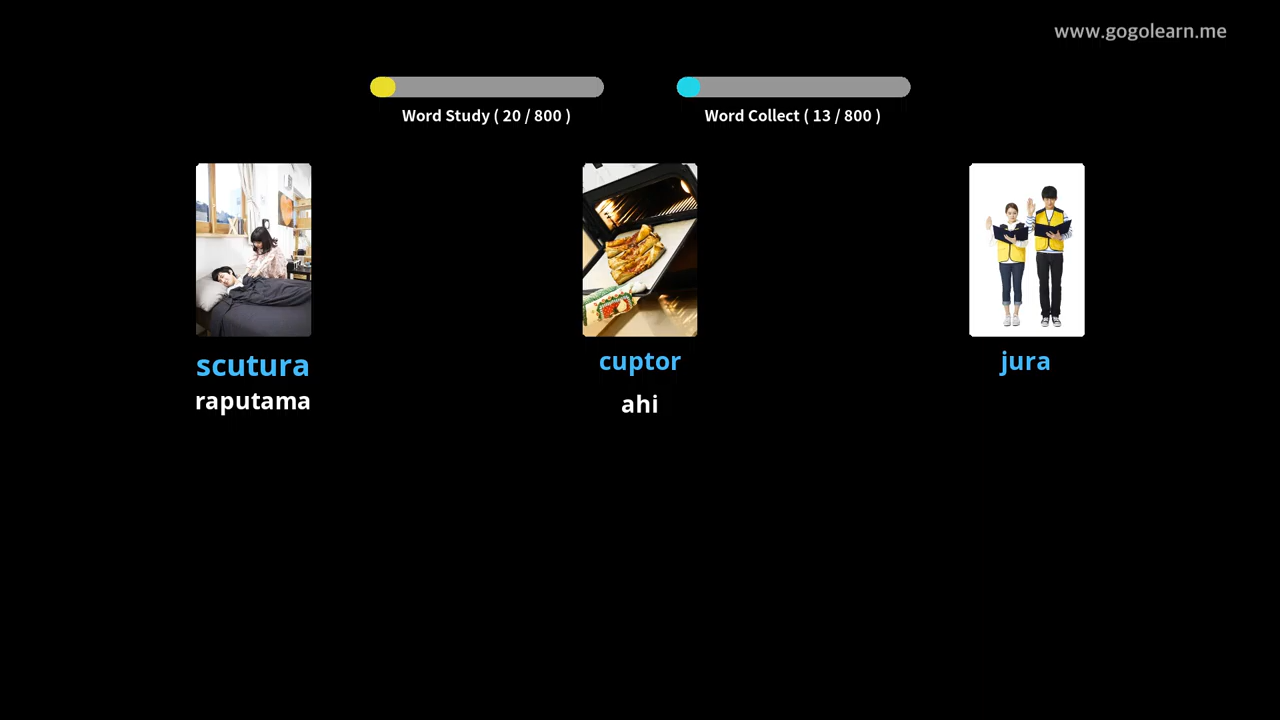 www.gogolearn.me
Word Study ( 20 / 800 )
Word Collect ( 13 / 800 )
scutura
raputama
cuptor
ahi
jura